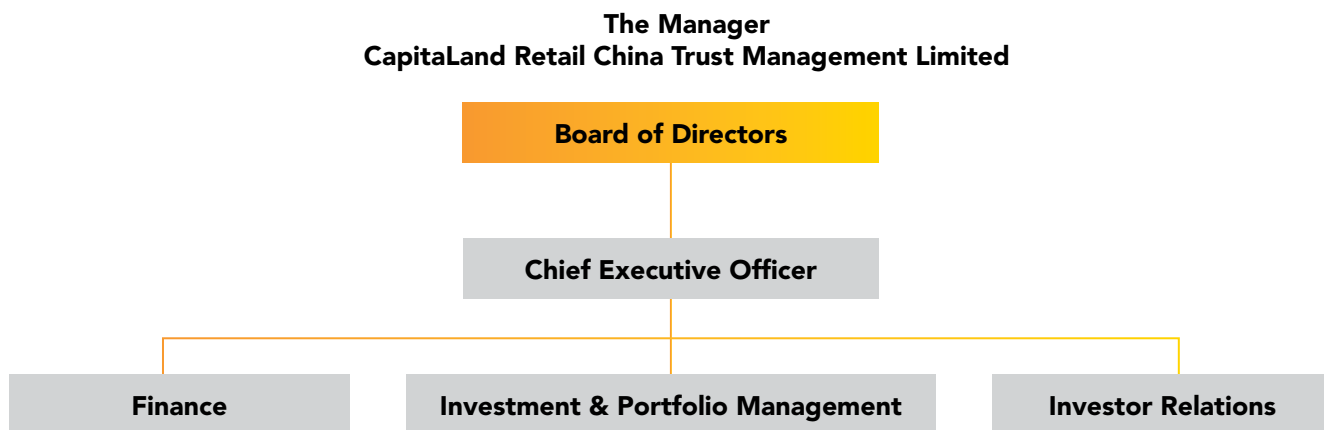 The Manager
CapitaLand Retail China Trust Management Limited
Board of Directors
Chief Executive Officer
Finance
Investment & Portfolio Management
Investor Relations